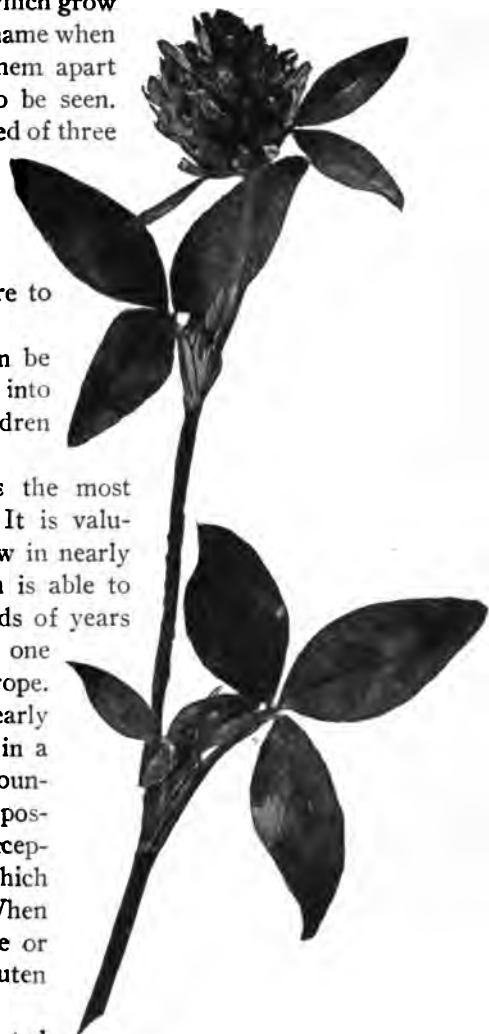 which grow
name when
hem apart
o be seen.
ed of three
re to
n be
into
dren
s the most
It is valu-
w in nearly
n is able to
ds of years
one
rope.
early
in a
oun-
pos-
cep-
hich
When
e or
uten